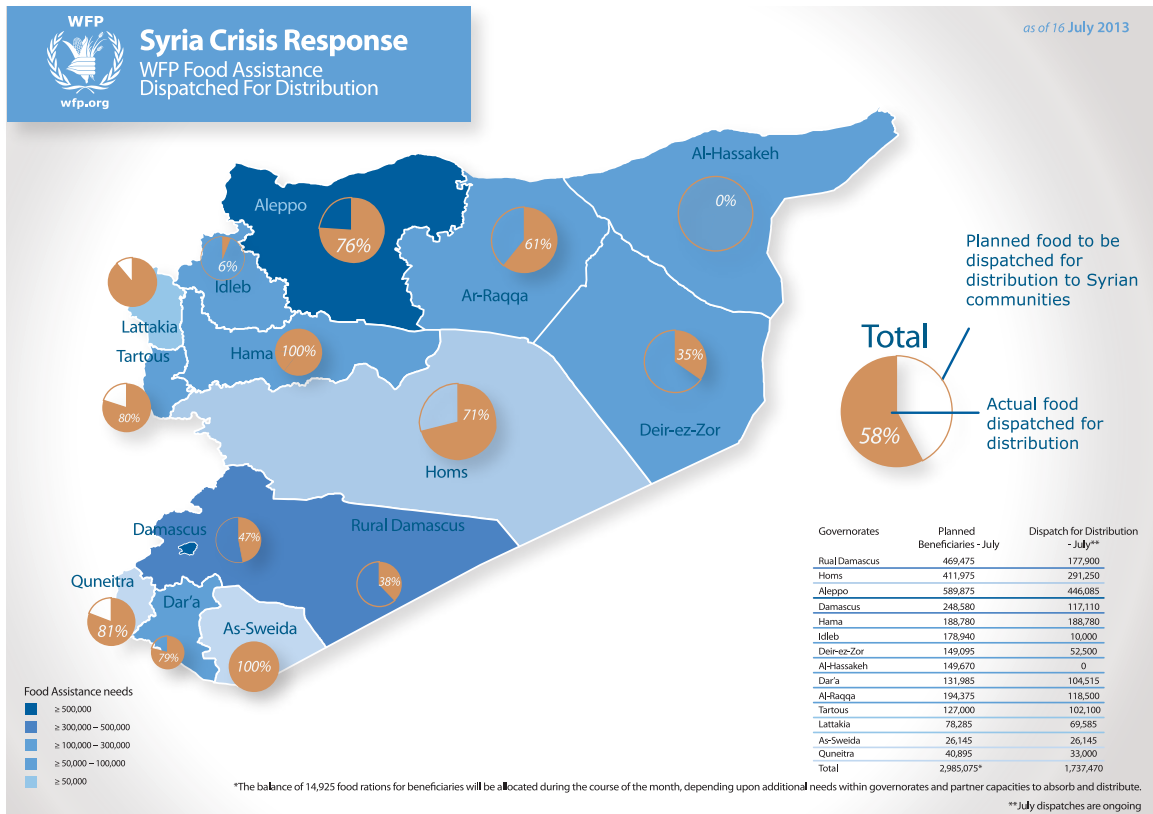 WFP
wfp.org
Syria Crisis Response
WFP Food Assistance
Dispatched For Distribution
as of 16 July 2013
Al-Hassakeh
0%
Aleppo
76%
61%
Ar-Raqqa
6%
Idleb
Lattakia
Tartous
Hama 100%
80%
35%
Deir-ez-Zor
71%
Homs
Planned food to be
dispatched for
distribution to Syrian
communities
Total
58%
Actual food
dispatched for
distribution
Damascus
47%
Rural Damascus
38%
Quneitra
81%
Dar'a
79%
As-Sweida
100%
Food Assistance needs
≥ 500,000
≥ 300,000 – 500,000
≥ 100,000 – 300,000
≥ 50,000 – 100,000
≥ 50,000
Governorates Planned Dispatch for Distribution
Beneficiaries - July - July**
Rual Damascus 469,475 177,900
Homs 411,975 291,250
Aleppo 589,875 446,085
Damascus 248,580 117,110
Hama 188,780 188,780
Idleb 178,940 10,000
Deir-ez-Zor 149,095 52,500
Al-Hassakeh 149,670 0
Dar'a 131,985 104,515
Al-Raqqa 194,375 118,500
Tartous 127,000 102,100
Lattakia 78,285 69,585
As-Sweida 26,145 26,145
Quneitra 40,895 33,000
Total 2,985,075* 1,737,470
*The balance of 14,925 food rations for beneficiaries will be allocated during the course of the month, depending upon additional needs within governorates and partner capacities to absorb and distribute.
**July dispatches are ongoing